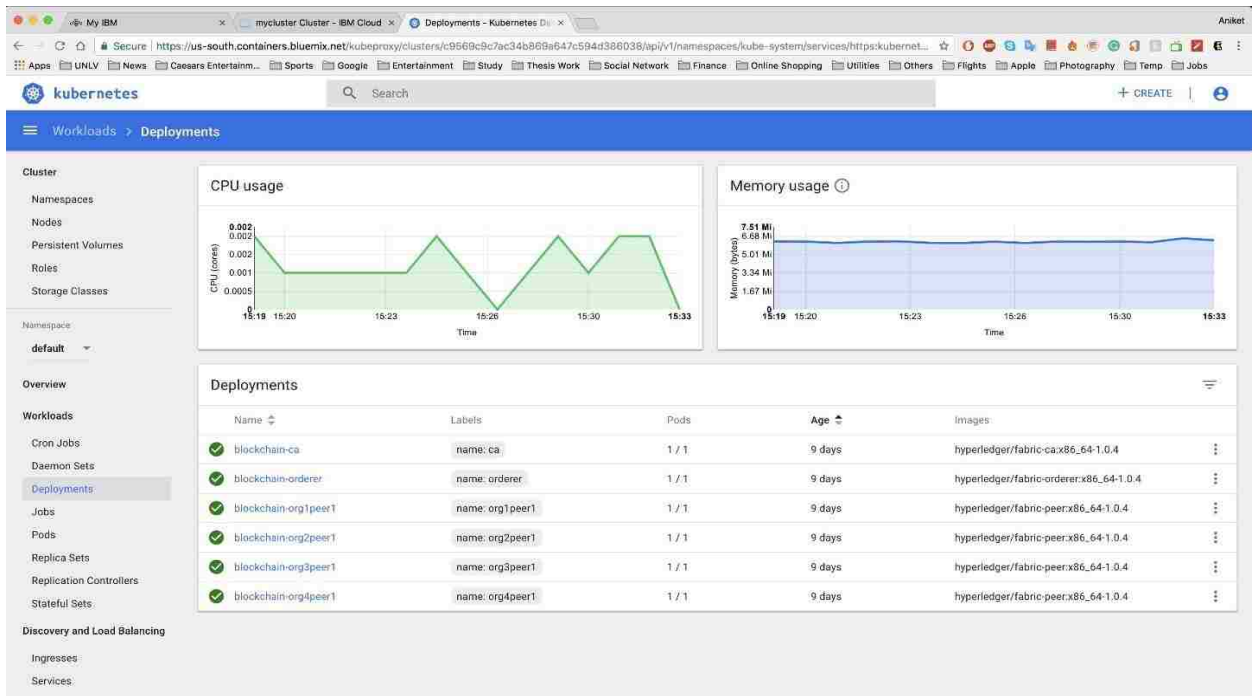 My IBM
mycluster Cluster - IBM Cloud
Deployments - Kubernetes Da
Aniket
Secure https://us-south.containers.bluemix.net/kubeproxy/clusters/c9569c9c7ac34b869a647c594d386038/api/v1/namespaces/kube-system/services/https:kubernet...
Apps UNLV News Caesars Entertainm... Sports Google Entertainment Study Thesis Work Social Network Finance Online Shopping Utilities Others Flights Apple Photography Temp Jobs
kubernetes
Search
+ CREATE
Workloads > Deployments
Cluster
Namespaces
Nodes
Persistent Volumes
Roles
Storage Classes
Namespace
default
Overview
Workloads
Cron Jobs
Daemon Sets
Deployments
Jobs
Pods
Replica Sets
Replication Controllers
Stateful Sets
Discovery and Load Balancing
Ingresses
Services
CPU usage
CPU (cores)
0.002
0.002
0.002
0.001
0.0005
0
15:19 15:20 15:23 15:26 15:30 15:33
Time
Memory usage
Memory (bytes)
7.51 Mi
6.68 Mi
5.01 Mi
3.34 Mi
1.67 Mi
0
15:19 15:20 15:23 15:26 15:30 15:33
Time
Deployments
Name Labels Pods Age Images
blockchain-ca name: ca 1 / 1 9 days hyperledger/fabric-ca:x86_64-1.0.4
blockchain-orderer name: orderer 1 / 1 9 days hyperledger/fabric-orderer:x86_64-1.0.4
blockchain-org1peer1 name: org1peer1 1 / 1 9 days hyperledger/fabric-peer:x86_64-1.0.4
blockchain-org2peer1 name: org2peer1 1 / 1 9 days hyperledger/fabric-peer:x86_64-1.0.4
blockchain-org3peer1 name: org3peer1 1 / 1 9 days hyperledger/fabric-peer:x86_64-1.0.4
blockchain-org4peer1 name: org4peer1 1 / 1 9 days hyperledger/fabric-peer:x86_64-1.0.4